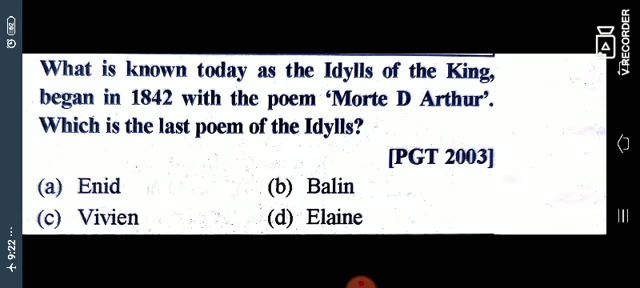 What is known today as the Idylls of the King,
began in 1842 with the poem ‘Morte D Arthur’.
Which is the last poem of the Idylls?
[PGT 2003]
(a) Enid (b) Balin
(c) Vivien (d) Elaine
V.RECORDER
9:22 ...